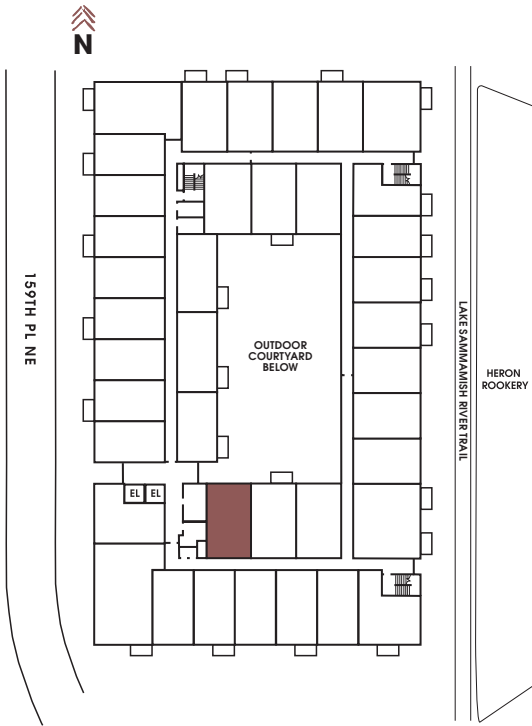 N
159TH PL NE
OUTDOOR
COURTYARD
BELOW
LAKE SAMMAMISH RIVER TRAIL
HERON
ROOKERY
EL EL